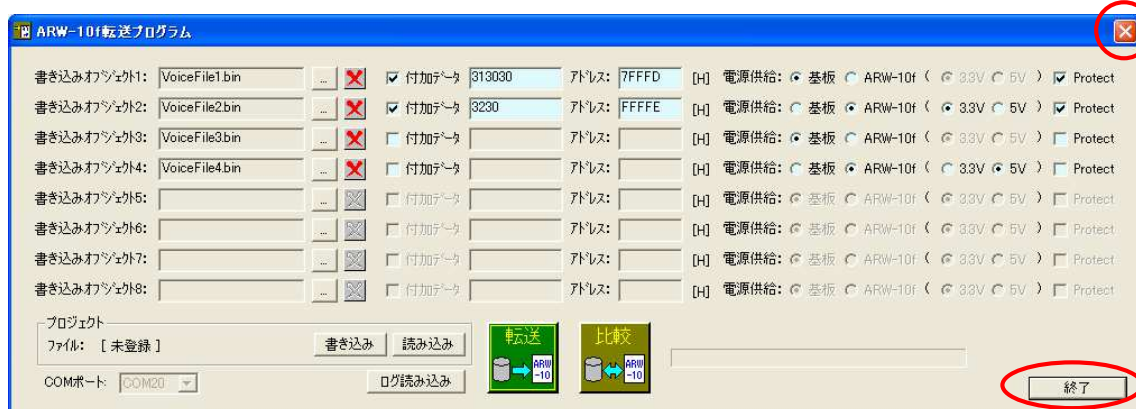 ARW-10f転送プログラム
書き込みオブジェクト1: VoiceFile1.bin ... 付加データ 313030 アドレス: 7FFFD [H] 電源供給: 基板 ARW-10f ( 3.3V 5V ) Protect
書き込みオブジェクト2: VoiceFile2.bin ... 付加データ 3230 アドレス: FFFFE [H] 電源供給: 基板 ARW-10f ( 3.3V 5V ) Protect
書き込みオブジェクト3: VoiceFile3.bin ... 付加データ アドレス: [H] 電源供給: 基板 ARW-10f ( 3.3V 5V ) Protect
書き込みオブジェクト4: VoiceFile4.bin ... 付加データ アドレス: [H] 電源供給: 基板 ARW-10f ( 3.3V 5V ) Protect
書き込みオブジェクト5: ... 付加データ アドレス: [H] 電源供給: 基板 ARW-10f ( 3.3V 5V ) Protect
書き込みオブジェクト6: ... 付加データ アドレス: [H] 電源供給: 基板 ARW-10f ( 3.3V 5V ) Protect
書き込みオブジェクト7: ... 付加データ アドレス: [H] 電源供給: 基板 ARW-10f ( 3.3V 5V ) Protect
書き込みオブジェクト8: ... 付加データ アドレス: [H] 電源供給: 基板 ARW-10f ( 3.3V 5V ) Protect
プロジェクト
ファイル: [ 未登録 ] 書き込み 読み込み
転送 ARW -10
比較 ARW -10
COMポート: COM20 ログ読み込み
終了